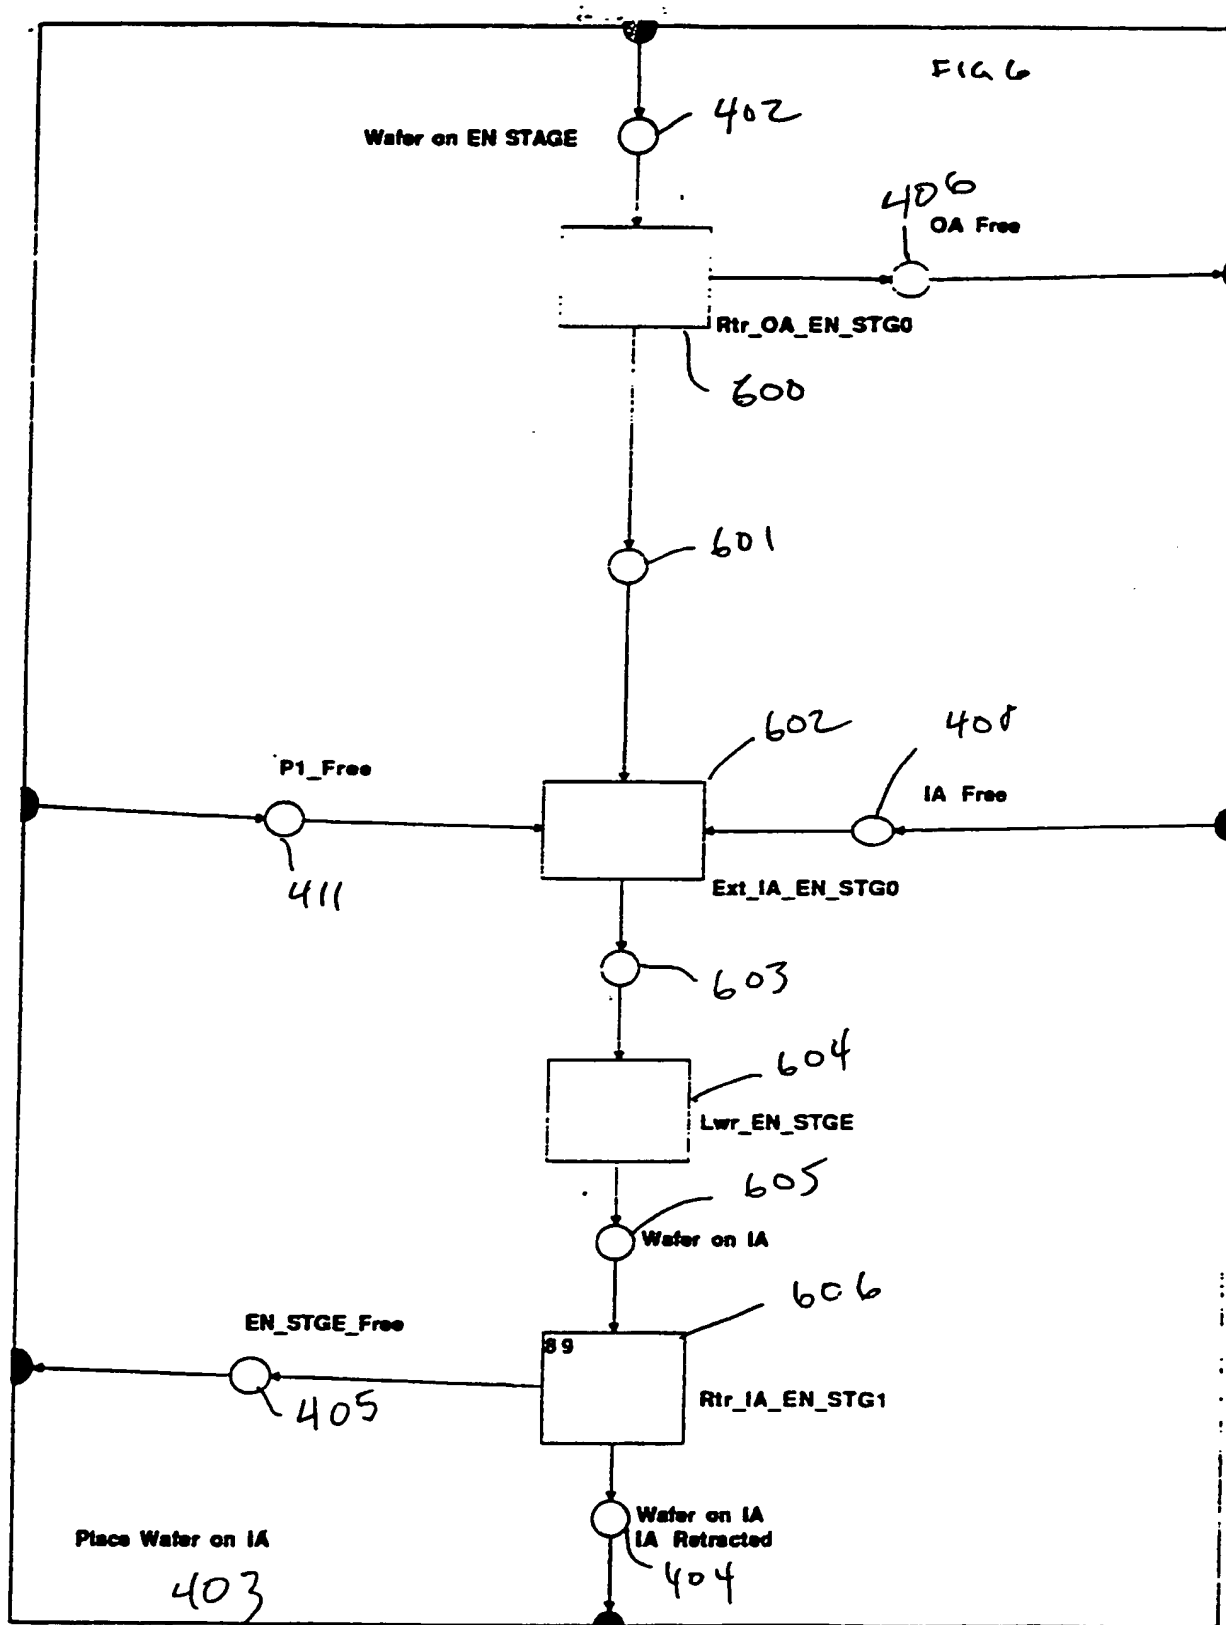 FIG 6
402
Wafer on EN STAGE
406
OA Free
Rtr_OA_EN_STG0
600
601
602
408
P1_Free
IA Free
411
Ext_IA_EN_STG0
603
604
Lwr_EN_STGE
605
Wafer on IA
606
EN_STGE_Free
89
405
Rtr_IA_EN_STG1
Wafer on IA
IA Retracted
Place Wafer on IA
404
403